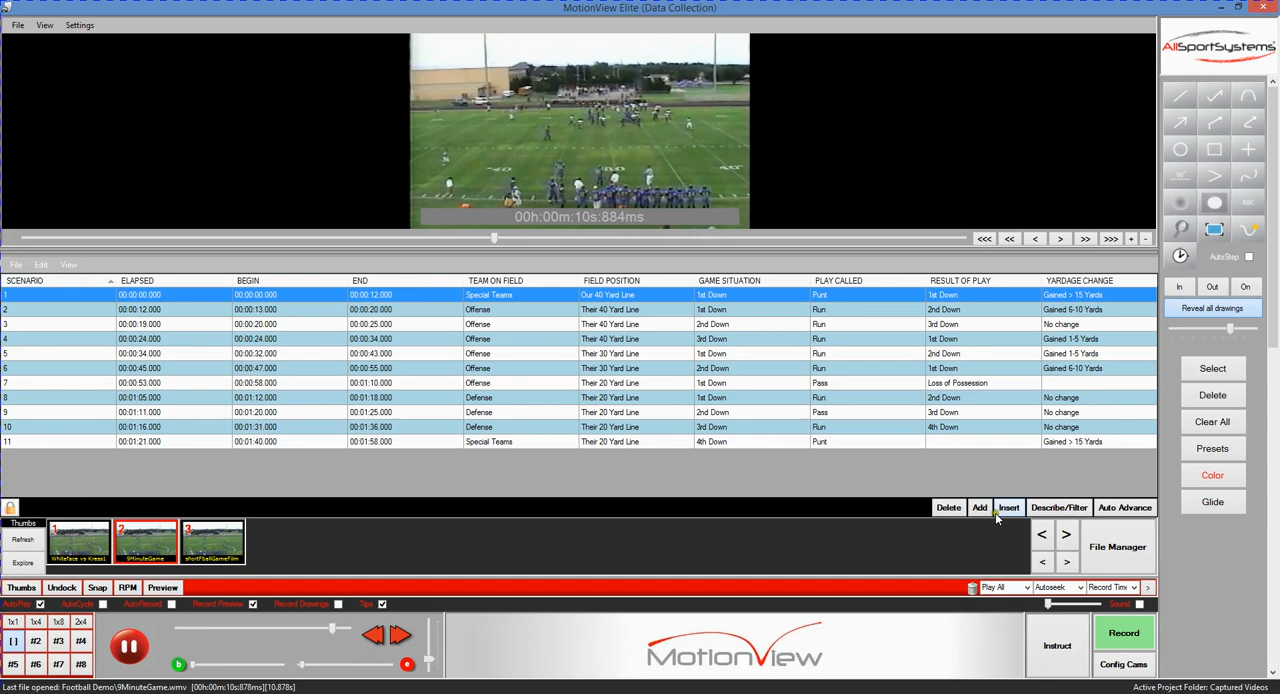 MotionView Elite (Data Collection)
File View Settings
AllSportSystems
00h:00m:10s:884ms
<<< << < > >> >>> + -
90° ABC
AutoStep
In Out On
Reveal all drawings
File Edit View
SCENARIO ELAPSED BEGIN END TEAM ON FIELD FIELD POSITION GAME SITUATION PLAY CALLED RESULT OF PLAY YARDAGE CHANGE
1 00:00:00.000 00:00:00.000 00:00:12.000 Special Teams Our 40 Yard Line 1st Down Punt 1st Down Gained > 15 Yards
2 00:00:12.000 00:00:13.000 00:00:20.000 Offense Their 40 Yard Line 1st Down Run 2nd Down Gained 6-10 Yards
3 00:00:19.000 00:00:20.000 00:00:25.000 Offense Their 40 Yard Line 2nd Down Run 3rd Down No change
4 00:00:24.000 00:00:24.000 00:00:34.000 Offense Their 40 Yard Line 3rd Down Run 1st Down Gained 1-5 Yards
5 00:00:34.000 00:00:32.000 00:00:43.000 Offense Their 30 Yard Line 1st Down Run 2nd Down Gained 1-5 Yards
6 00:00:45.000 00:00:47.000 00:00:55.000 Offense Their 30 Yard Line 2nd Down Run 1st Down Gained 6-10 Yards
7 00:00:53.000 00:00:58.000 00:01:10.000 Offense Their 20 Yard Line 1st Down Pass Loss of Possession
8 00:01:05.000 00:01:12.000 00:01:18.000 Defense Their 20 Yard Line 1st Down Run 2nd Down No change
9 00:01:11.000 00:01:20.000 00:01:25.000 Defense Their 20 Yard Line 2nd Down Pass 3rd Down No change
10 00:01:16.000 00:01:31.000 00:01:36.000 Defense Their 20 Yard Line 3rd Down Run 4th Down No change
11 00:01:21.000 00:01:40.000 00:01:58.000 Special Teams Their 20 Yard Line 4th Down Punt Gained > 15 Yards
Select
Delete
Clear All
Presets
Color
Glide
Delete Add Insert Describe/Filter Auto Advance
Thumbs
Refresh
Explore
1 2 3
Whiteface vs Kress1 9MinuteGame shortFballGameFilm
< >
< >
File Manager
Thumbs Undock Snap RPM Preview Play All Autoseek Record Time >
AutoPlay AutoCycle AutoRecord Record Preview Record Drawings Tips Sound
1x1 1x4 1x8 2x4
[ ] #2 #3 #4
#5 #6 #7 #8
b
MotionView
Instruct
Record
Config Cams
Last file opened: Football Demo\9MinuteGame.wmv [00h:00m:10s:878ms][10.878s] Active Project Folder: Captured Videos